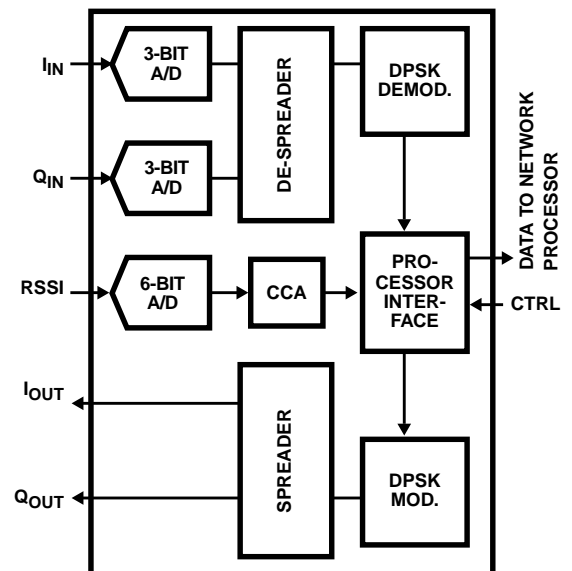 I_IN
3-BIT
A/D
DE-SPREADER
DPSK
DEMOD.
Q_IN
3-BIT
A/D
DATA TO NETWORK
PROCESSOR
RSSI
6-BIT
A/D
CCA
PRO-
CESSOR
INTER-
FACE
CTRL
I_OUT
SPREADER
Q_OUT
DPSK
MOD.